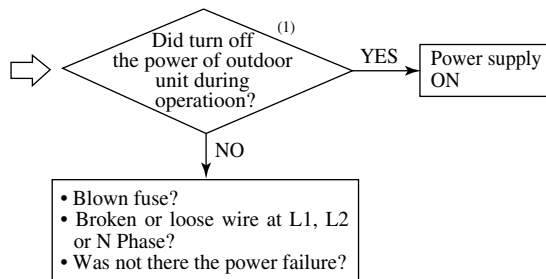 (1)
Did turn off
the power of outdoor
unit during
operatioon?
YES
Power supply
ON
NO
• Blown fuse?
• Broken or loose wire at L1, L2
or N Phase?
• Was not there the power failure?